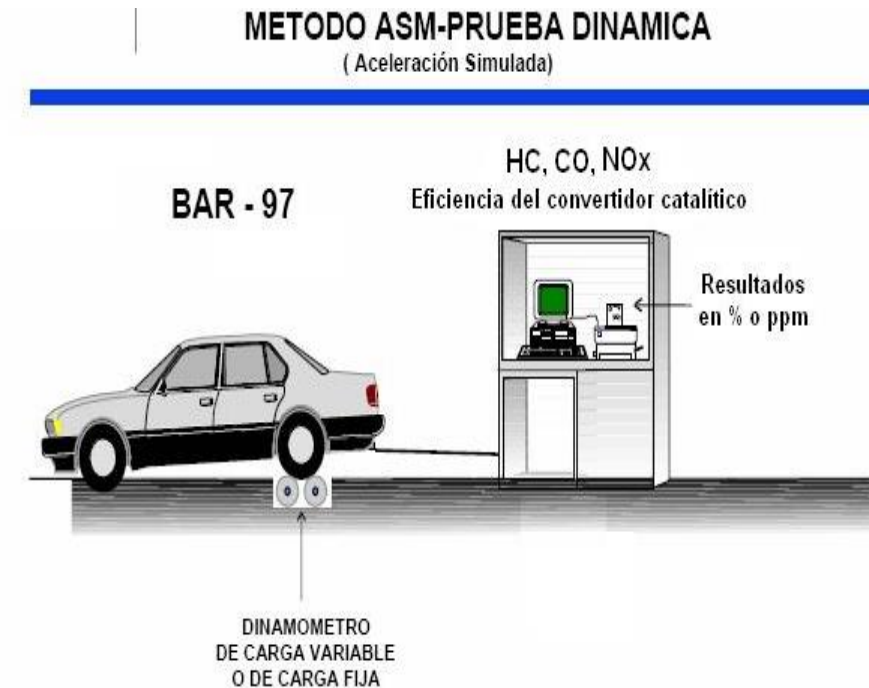 METODO ASM-PRUEBA DINAMICA
( Aceleración Simulada)
HC, CO, NOx
Eficiencia del convertidor catalítico
BAR - 97
Resultados
en % o ppm
DINAMOMETRO
DE CARGA VARIABLE
O DE CARGA FIJA